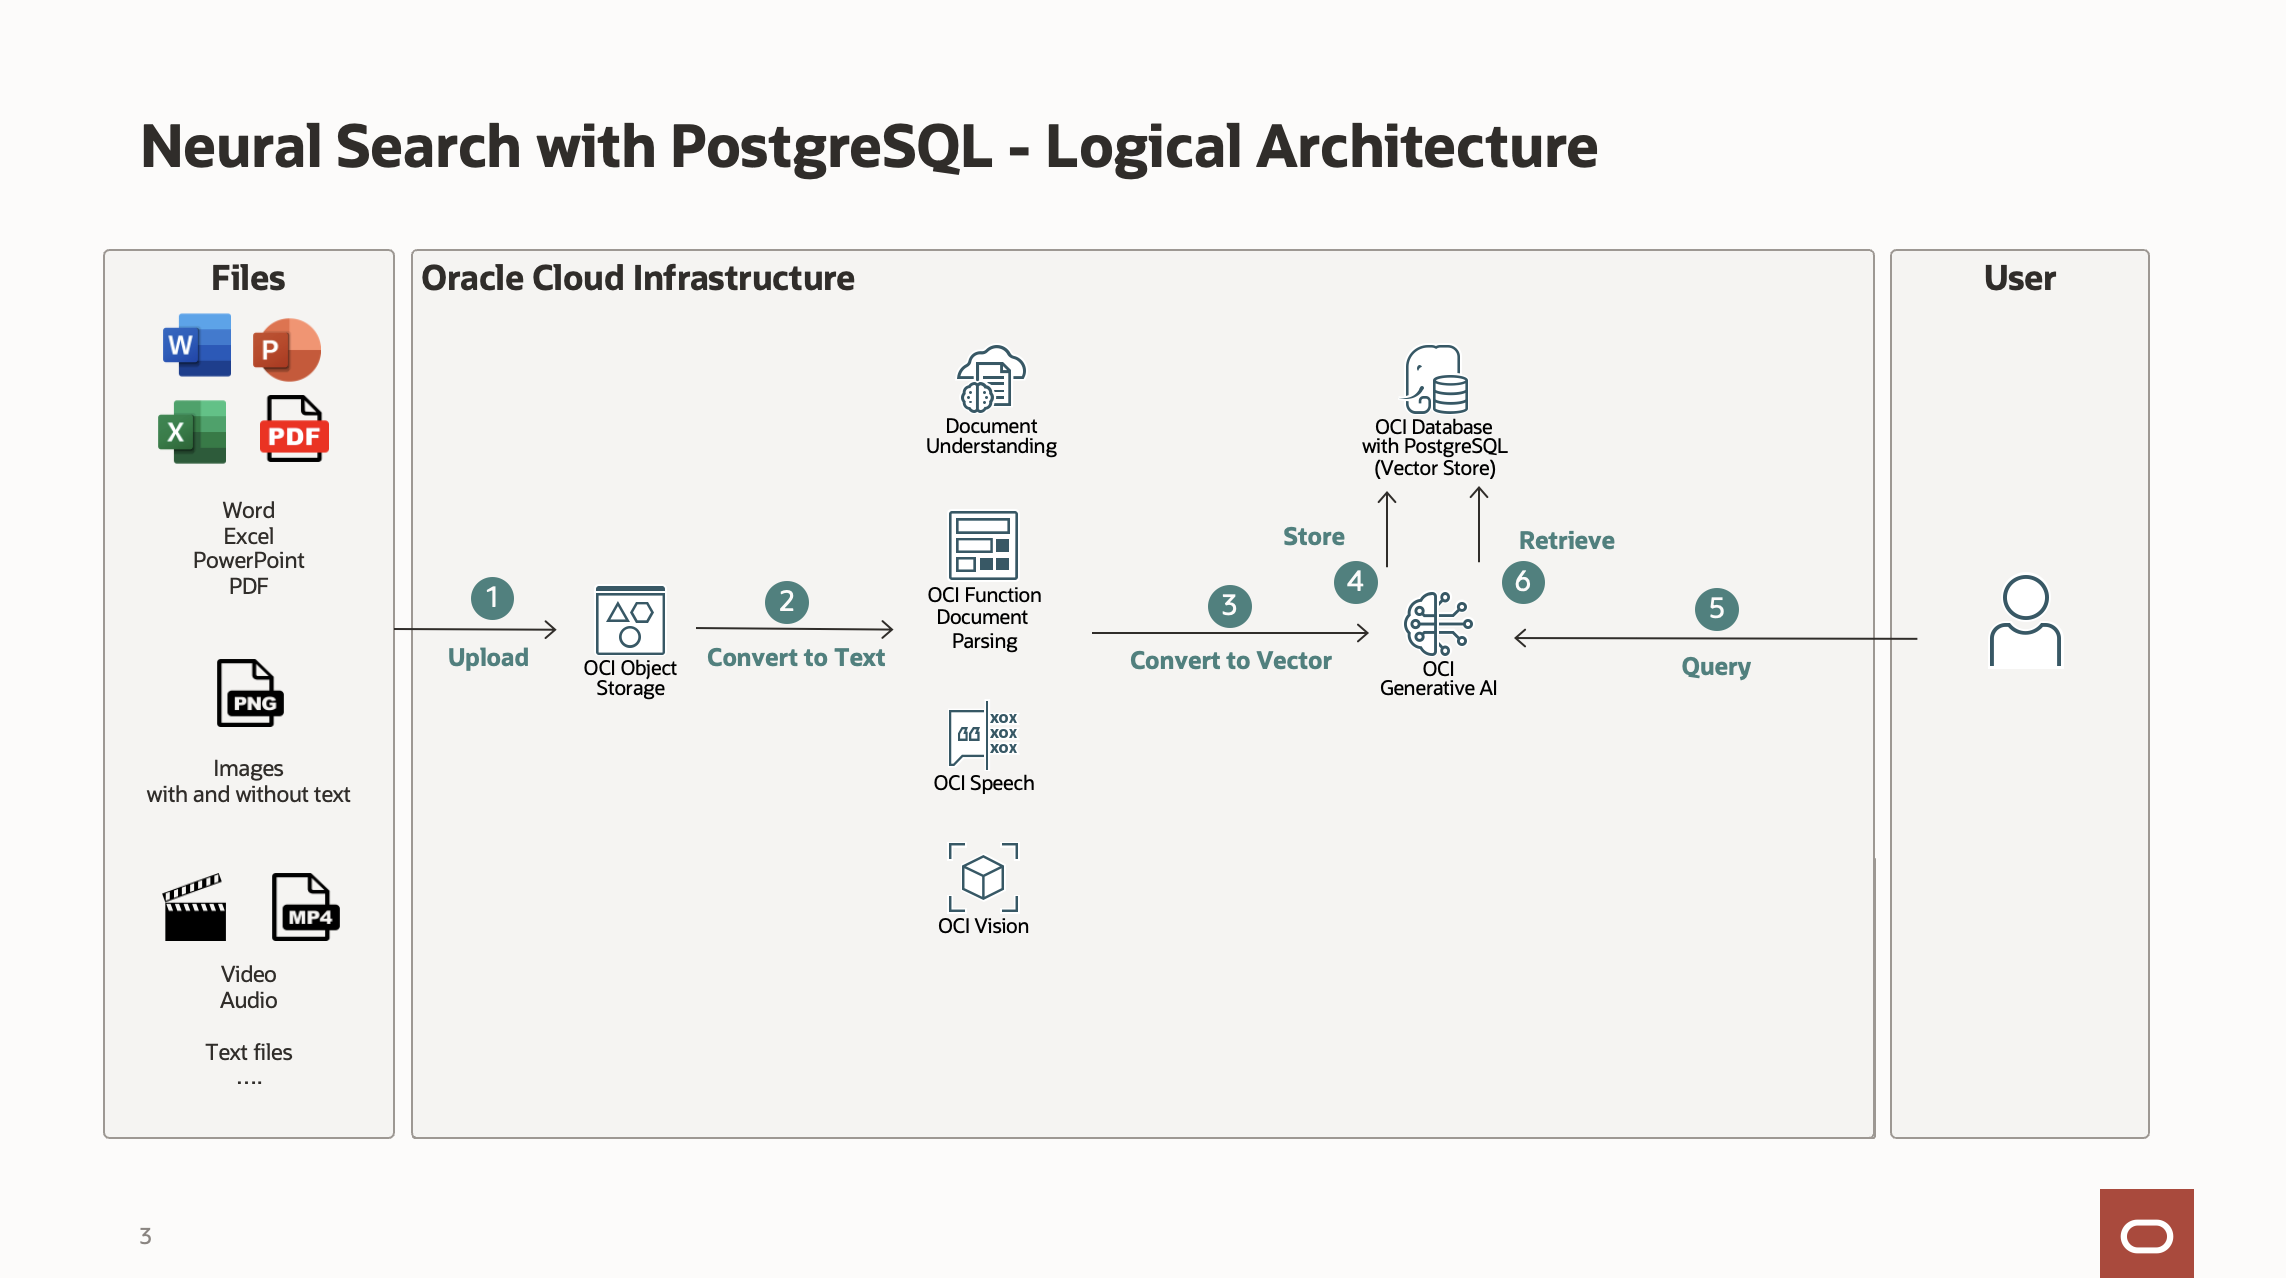 Neural Search with PostgreSQL - Logical Architecture
Files
W
P
X
PDF
Word
Excel
PowerPoint
PDF
PNG
Images
with and without text
MP4
Video
Audio
Text files
....
Oracle Cloud Infrastructure
1
Upload
OCI Object
Storage
2
Convert to Text
Document
Understanding
OCI Function
Document
Parsing
xox
xox
xox
OCI Speech
OCI Vision
3
Convert to Vector
OCI Database
with PostgreSQL
(Vector Store)
Store
4
Retrieve
6
OCI
Generative AI
5
Query
User
3